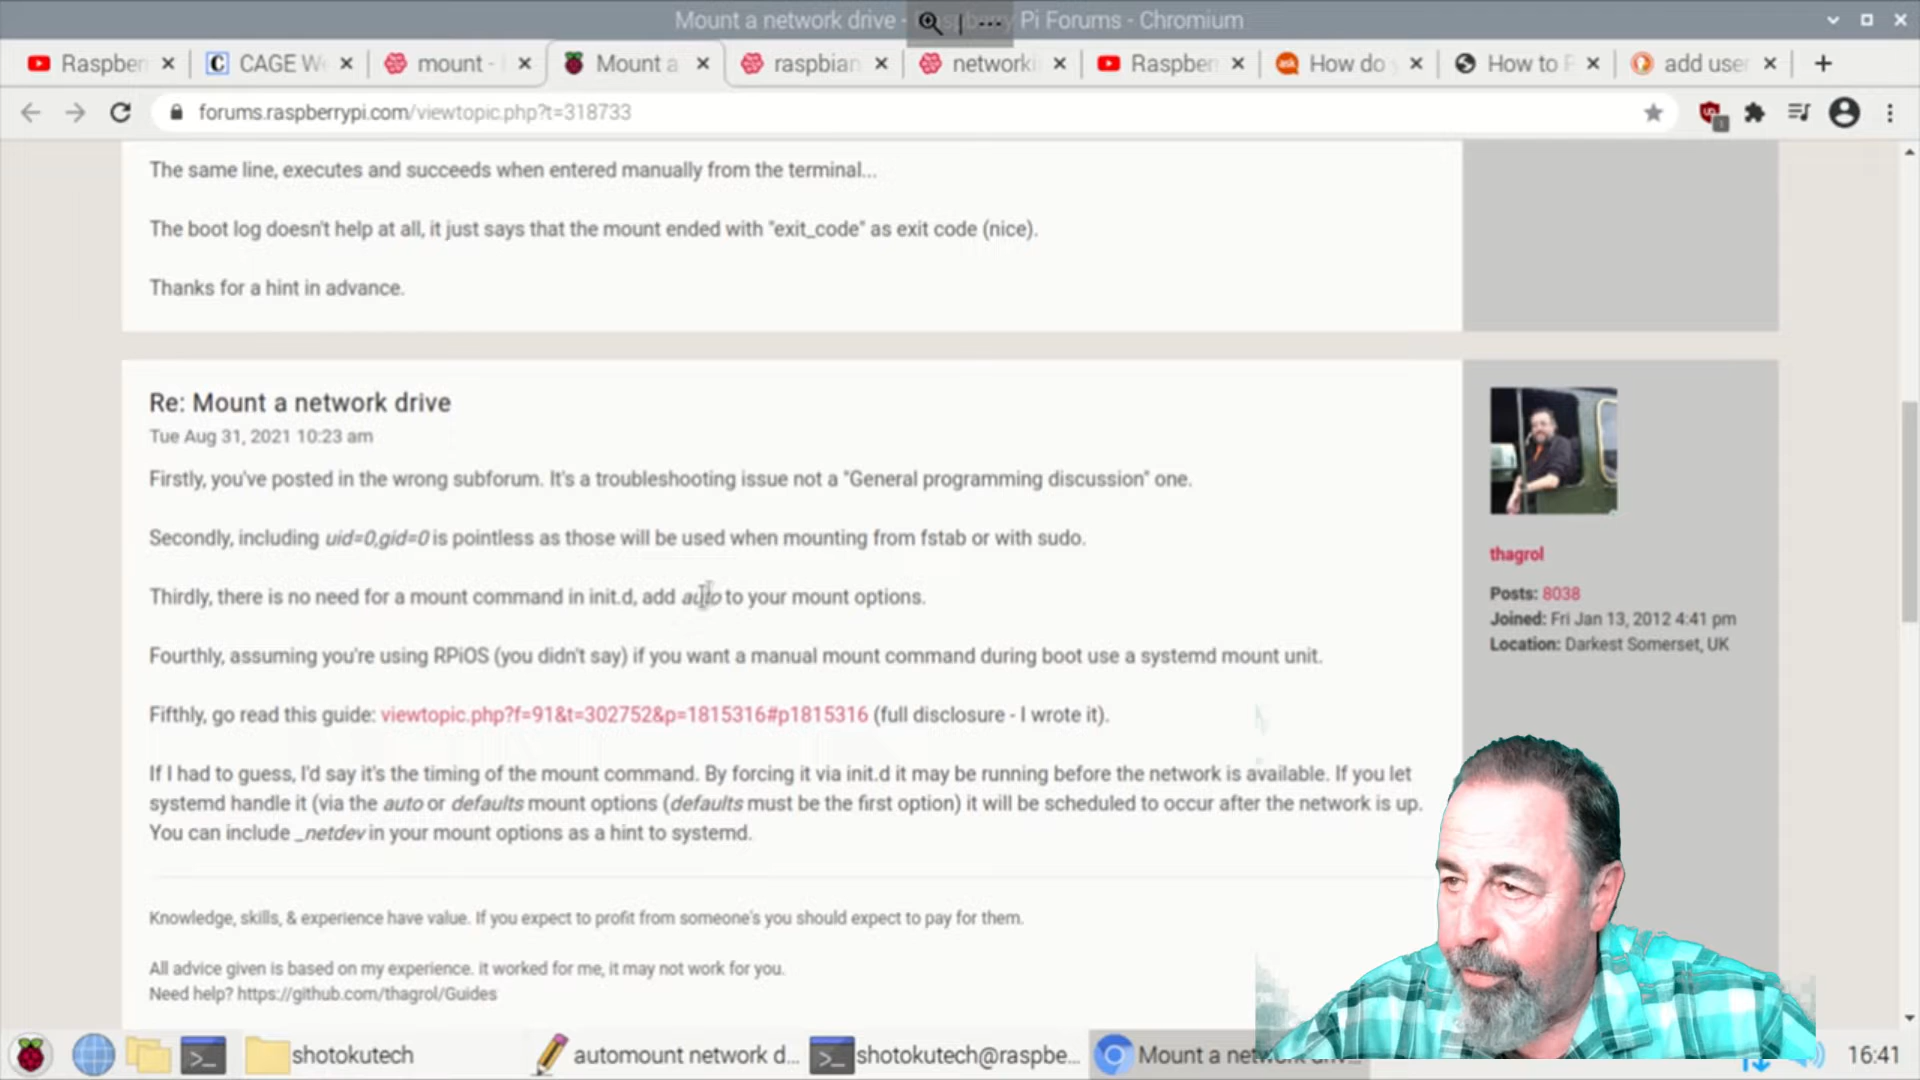 Mount a network drive - Raspberry Pi Forums - Chromium
Raspber
CAGE We
mount -
Mount a
raspbian
network
Raspber
How do
How to
add user
forums.raspberrypi.com/viewtopic.php?t=318733
The same line, executes and succeeds when entered manually from the terminal...
The boot log doesn't help at all, it just says that the mount ended with "exit_code" as exit code (nice).
Thanks for a hint in advance.
Re: Mount a network drive
Tue Aug 31, 2021 10:23 am
Firstly, you've posted in the wrong subforum. It's a troubleshooting issue not a "General programming discussion" one.
Secondly, including uid=0,gid=0 is pointless as those will be used when mounting from fstab or with sudo.
Thirdly, there is no need for a mount command in init.d, add auto to your mount options.
Fourthly, assuming you're using RPiOS (you didn't say) if you want a manual mount command during boot use a systemd mount unit.
Fifthly, go read this guide: viewtopic.php?f=91&t=302752&p=1815316#p1815316 (full disclosure - I wrote it).
If I had to guess, I'd say it's the timing of the mount command. By forcing it via init.d it may be running before the network is available. If you let
systemd handle it (via the auto or defaults mount options (defaults must be the first option) it will be scheduled to occur after the network is up.
You can include _netdev in your mount options as a hint to systemd.
Knowledge, skills, & experience have value. If you expect to profit from someone's you should expect to pay for them.
All advice given is based on my experience. it worked for me, it may not work for you.
Need help? https://github.com/thagrol/Guides
thagrol
Posts: 8038
Joined: Fri Jan 13, 2012 4:41 pm
Location: Darkest Somerset, UK
shotokutech
automount network d...
shotokutech@raspbe...
Mount a network
16:41